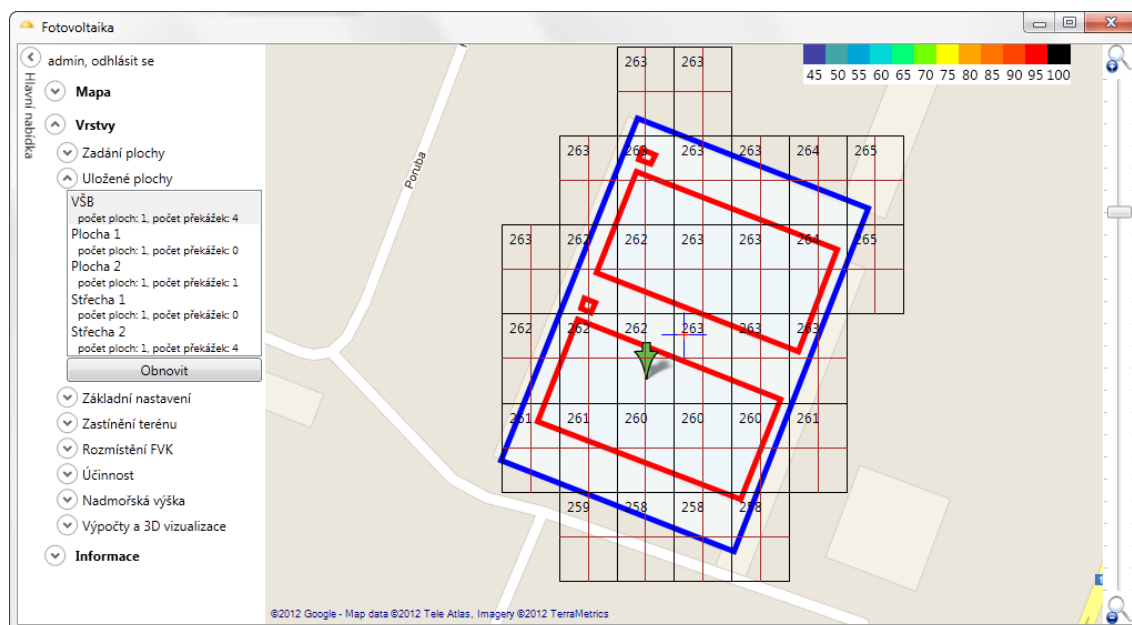 Fotovoltaika
admin, odhlásit se
Hlavní nabídka
Mapa
Vrstvy
Zadání plochy
Uložené plochy
VŠB
počet ploch: 1, počet překážek: 4
Plocha 1
počet ploch: 1, počet překážek: 0
Plocha 2
počet ploch: 1, počet překážek: 1
Střecha 1
počet ploch: 1, počet překážek: 0
Střecha 2
počet ploch: 1, počet překážek: 4
Obnovit
Základní nastavení
Zastínění terénu
Rozmístění FVK
Účinnost
Nadmořská výška
Výpočty a 3D vizualizace
Informace
Poruba
45 50 55 60 65 70 75 80 85 90 95 100
263 263
263 263 263 263 264 265
263 262 262 263 263 264 265
262 262 262 263 263
261 261 260 260 260 261
259 258 258 258
1
©2012 Google - Map data ©2012 Tele Atlas, Imagery ©2012 TerraMetrics